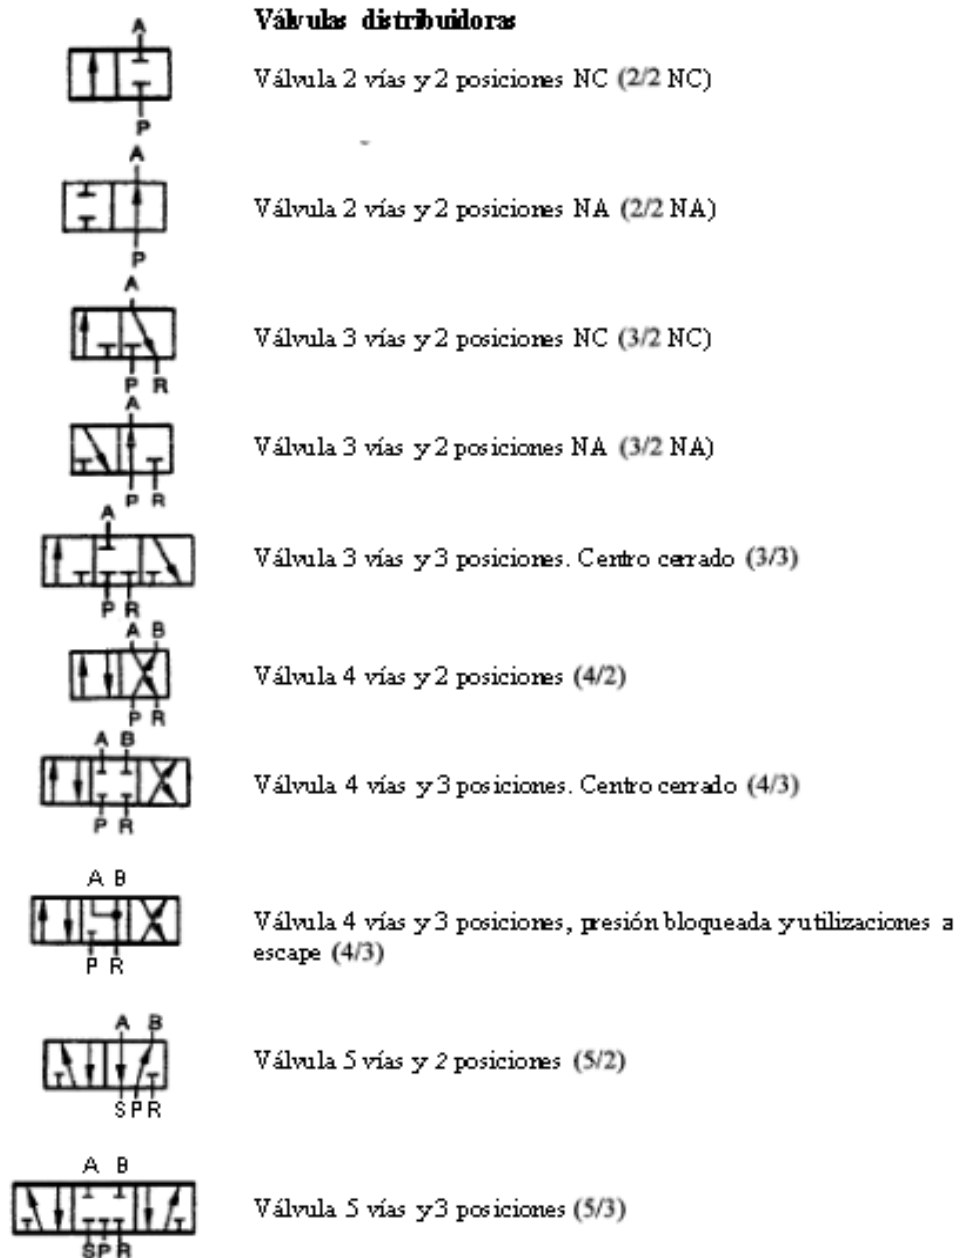 Válvulas distribuidoras
A
Válvula 2 vías y 2 posiciones NC (2/2 NC)
P
A
Válvula 2 vías y 2 posiciones NA (2/2 NA)
P
A
Válvula 3 vías y 2 posiciones NC (3/2 NC)
P R
A
Válvula 3 vías y 2 posiciones NA (3/2 NA)
P R
A
Válvula 3 vías y 3 posiciones. Centro cerrado (3/3)
P R
A B
Válvula 4 vías y 2 posiciones (4/2)
P R
A B
Válvula 4 vías y 3 posiciones. Centro cerrado (4/3)
P R
A B
Válvula 4 vías y 3 posiciones, presión bloqueada y utilizaciones a
escape (4/3)
P R
A B
Válvula 5 vías y 2 posiciones (5/2)
S P R
A B
Válvula 5 vías y 3 posiciones (5/3)
S P R